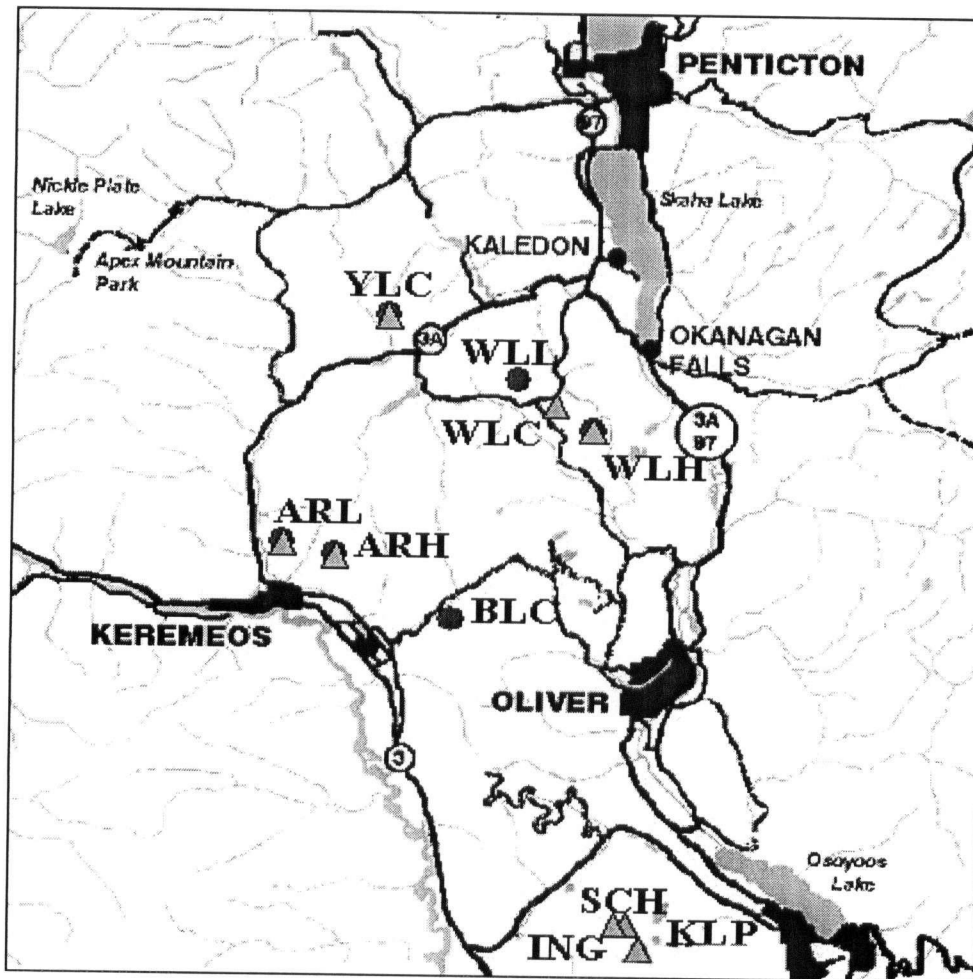 PENTICTON
97
Nickle Plate
Lake
Skaha Lake
KALEDON
Apex Mountain
Park
YLC
3A
OKANAGAN
FALLS
WLL
WLC
3A
97
WLH
ARL
ARH
BLC
KEREMEOS
OLIVER
3
Osoyoos
Lake
SCH
KLP
ING